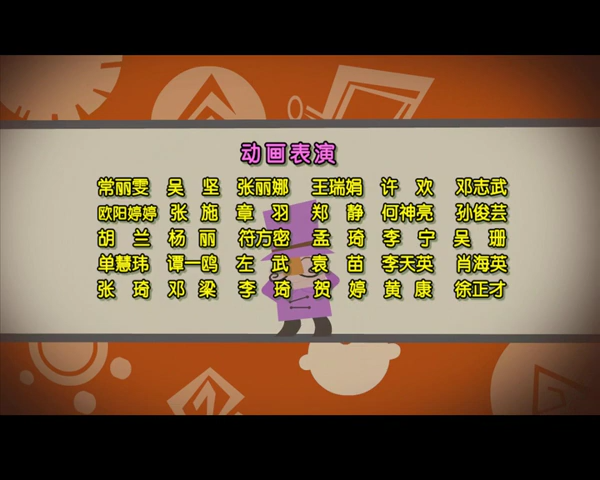 动画表演
常丽雯 吴坚 张丽娜 王瑞娟 许欢 邓志武
欧阳婷婷 张施 章羽 郑静 何神亮 孙俊芸
胡兰 杨丽 符方密 孟琦 李宁 吴珊
单慧玮 谭一鸥 左武 袁苗 李天英 肖海英
张琦 邓梁 李琦 贺婷 黄康 徐正才